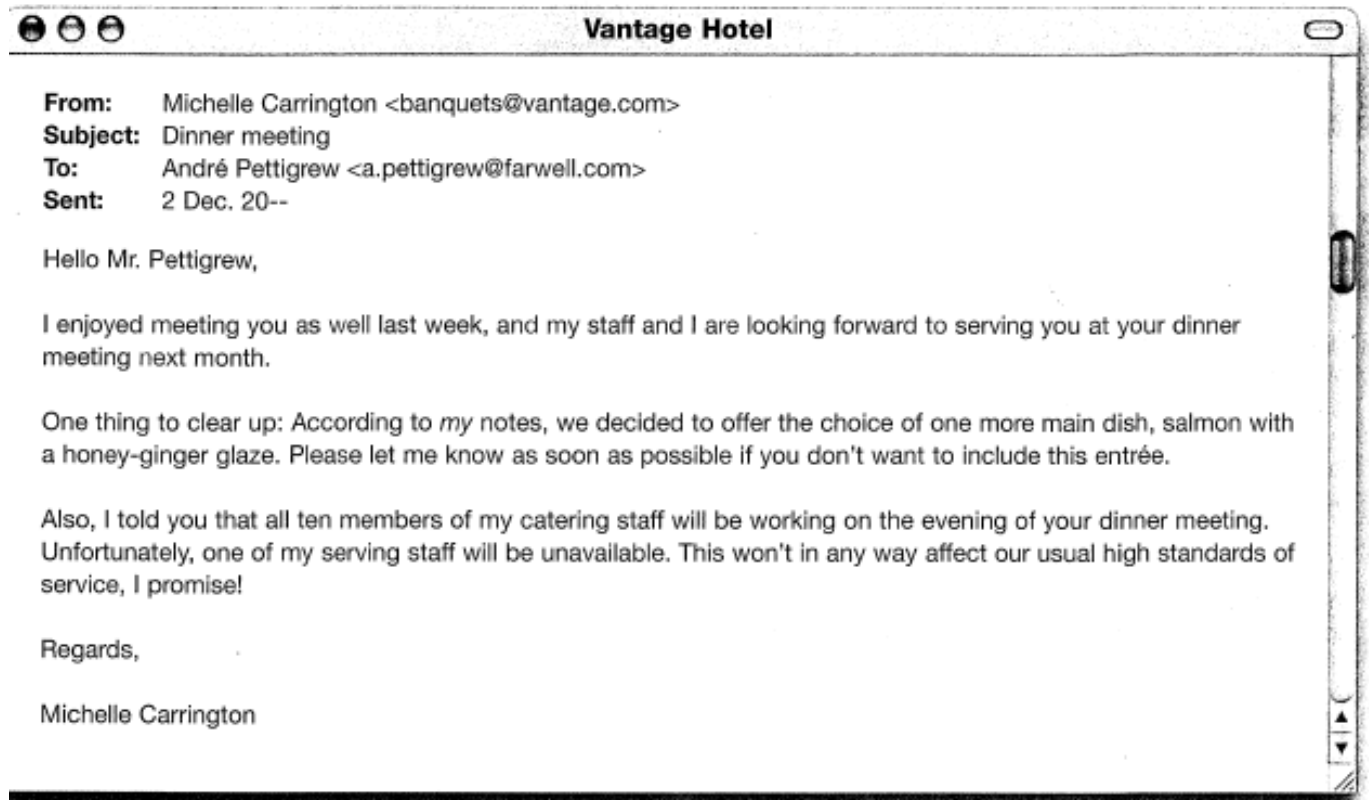 Vantage Hotel
From: Michelle Carrington <banquets@vantage.com>
Subject: Dinner meeting
To: André Pettigrew <a.pettigrew@farwell.com>
Sent: 2 Dec. 20--
Hello Mr. Pettigrew,
I enjoyed meeting you as well last week, and my staff and I are looking forward to serving you at your dinner
meeting next month.
One thing to clear up: According to my notes, we decided to offer the choice of one more main dish, salmon with
a honey-ginger glaze. Please let me know as soon as possible if you don't want to include this entrée.
Also, I told you that all ten members of my catering staff will be working on the evening of your dinner meeting.
Unfortunately, one of my serving staff will be unavailable. This won't in any way affect our usual high standards of
service, I promise!
Regards,
Michelle Carrington